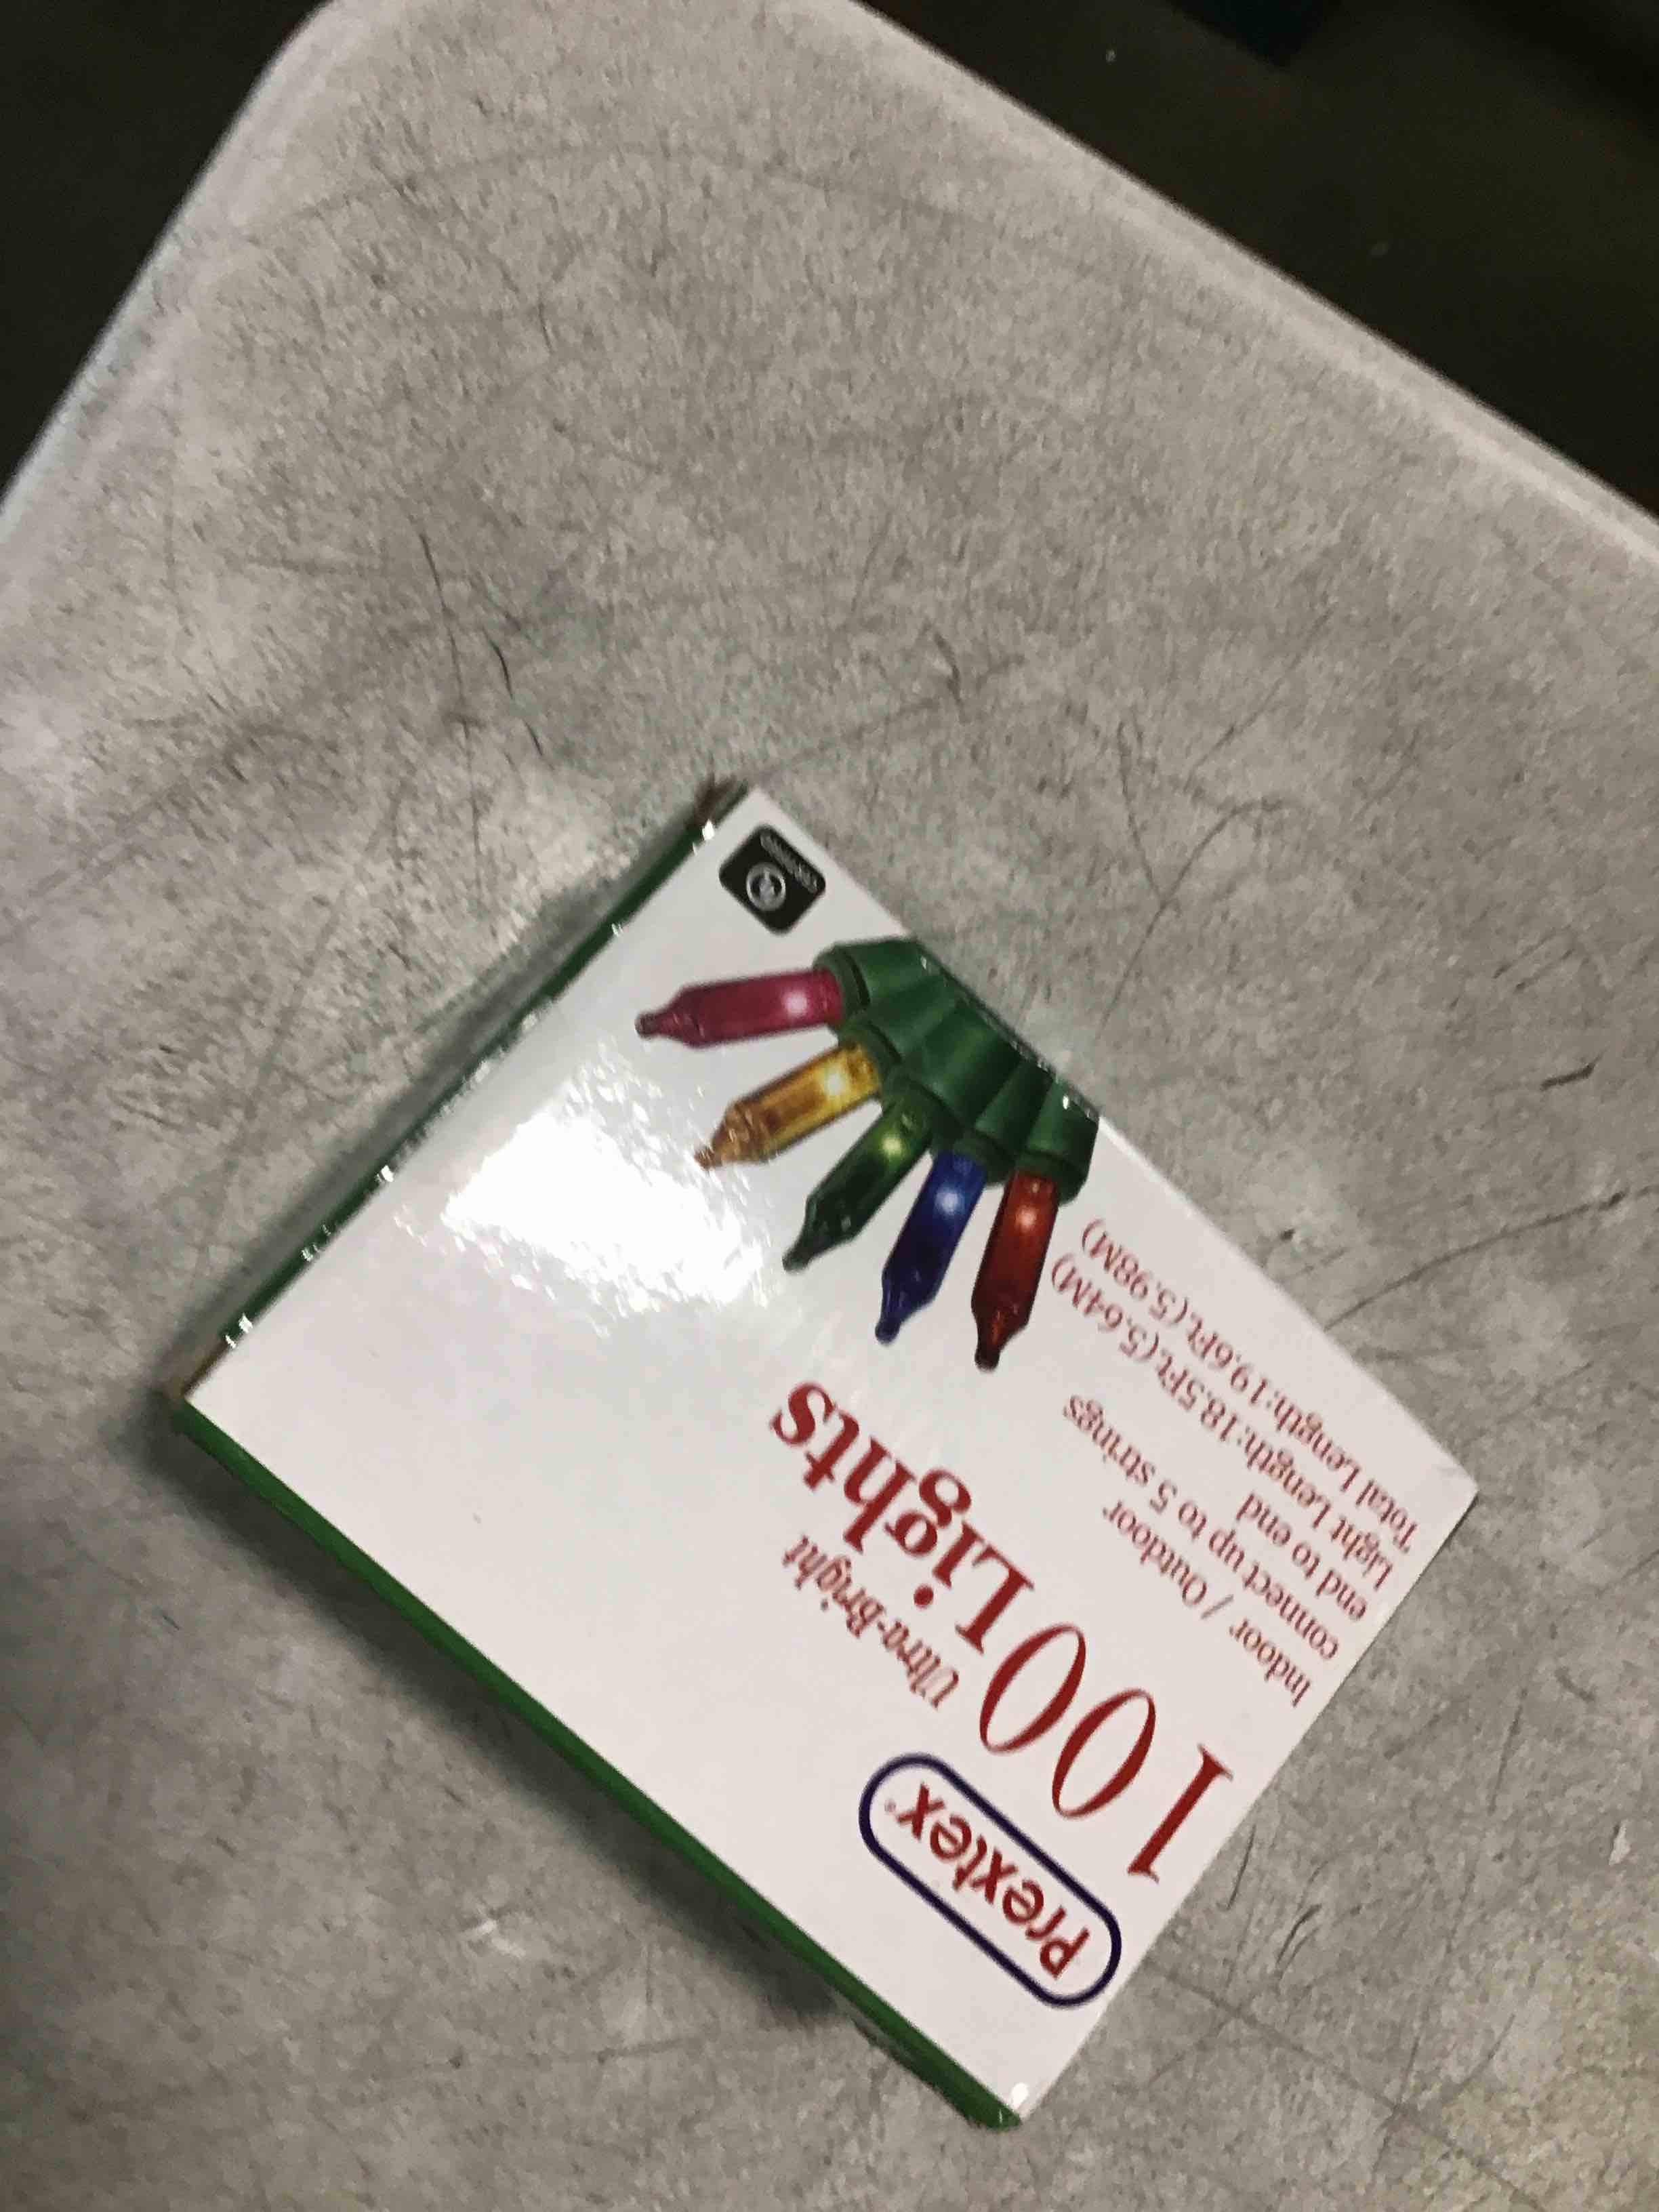 Prextex
100 Lights
Ultra-Bright
Indoor / Outdoor
connect up to 5 strings
end to end
Light Length:18.5Ft.(5.64M)
Total Length:19.6Ft.(5.98M)